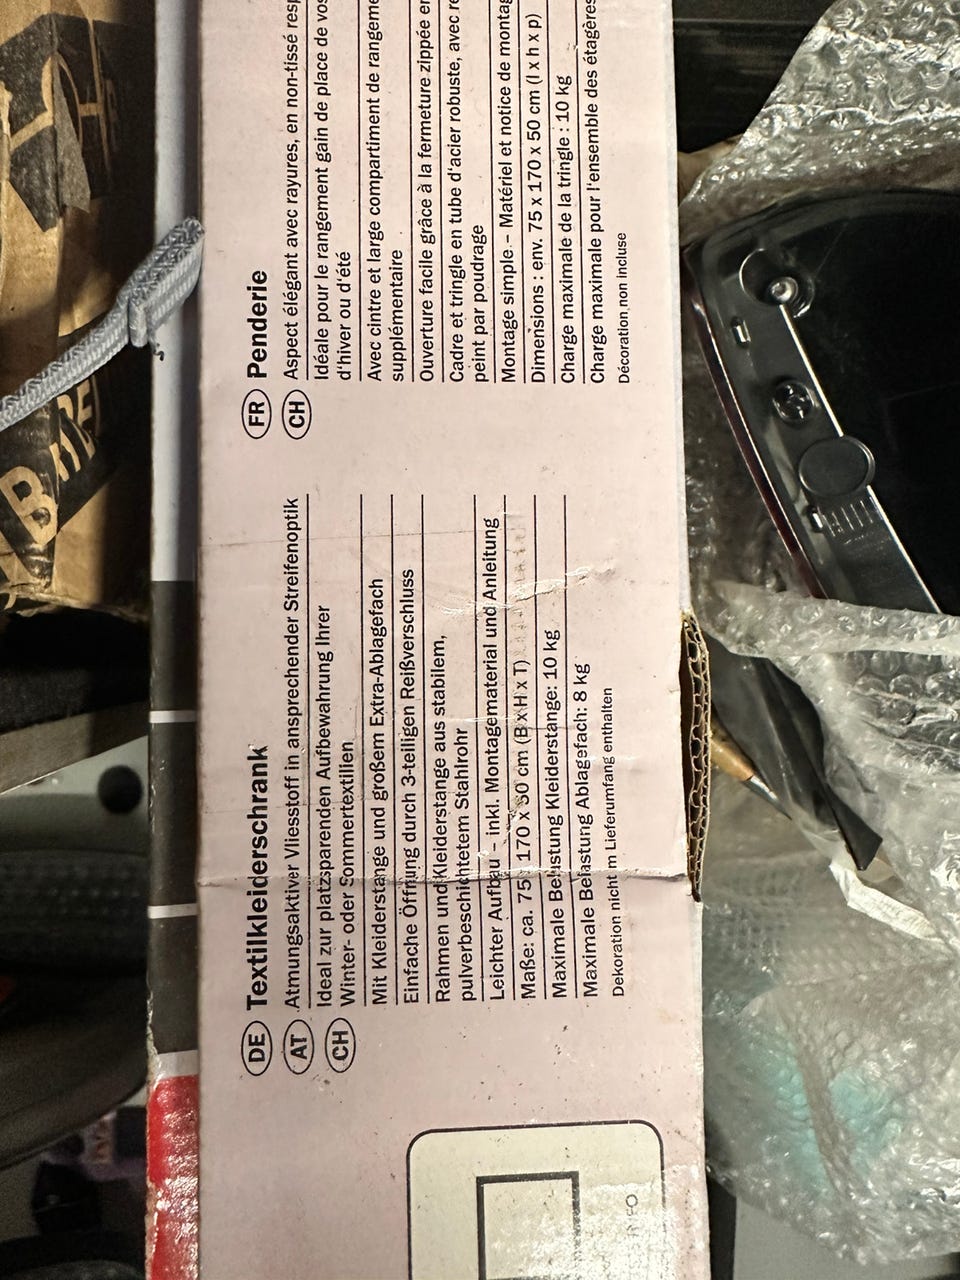 DE
AT
CH
Textilkleiderschrank
Atmungsaktiver Vliesstoff in ansprechender Streifenoptik
Ideal zur platzsparenden Aufbewahrung Ihrer
Winter- oder Sommertextilien
Mit Kleiderstange und großem Extra-Ablagefach
Einfache Öffnung durch 3-teiligen Reißverschluss
Rahmen und Kleiderstange aus stabilem,
pulverbeschichtetem Stahlrohr
Leichter Aufbau – inkl. Montagematerial und Anleitung
Maße: ca. 75 x 170 x 50 cm (B x H x T)
Maximale Belastung Kleiderstange: 10 kg
Maximale Belastung Ablagefach: 8 kg
Dekoration nicht im Lieferumfang enthalten
FR
CH
Penderie
Aspect élégant avec rayures, en non-tissé
Idéale pour le rangement gain de place de vos
d'hiver ou d'été
Avec cintre et large compartiment de
supplémentaire
Ouverture facile grâce à la fermeture zippée
Cadre et tringle en tube d'acier robuste, avec
peint par poudrage
Montage simple – Matériel et notice de
Dimensions : env. 75 x 170 x 50 cm (l x h x p)
Charge maximale de la tringle : 10 kg
Charge maximale pour l'ensemble des étagères
Décoration non incluse